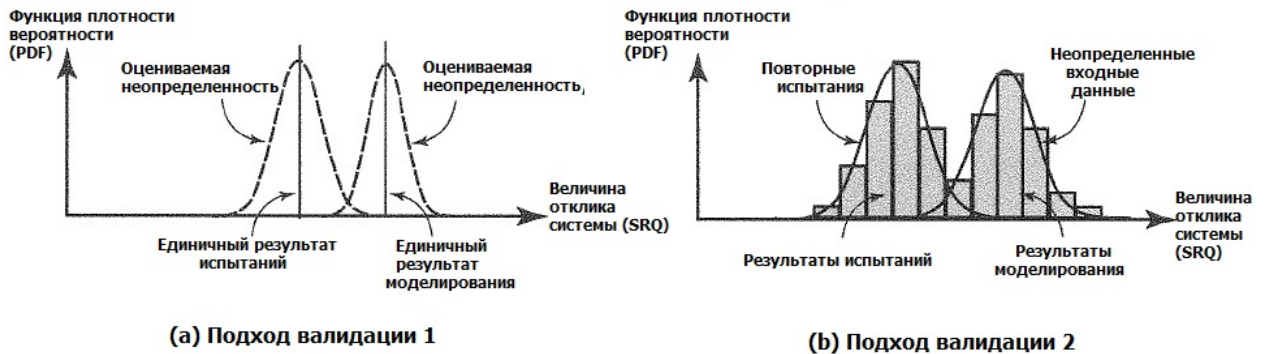 Функция плотности
вероятности
(PDF)
Оцениваемая
неопределенность
Оцениваемая
неопределенность,
Величина
отклика
системы (SRQ)
Единичный результат
испытаний
Единичный
результат
моделирования
(a) Подход валидации 1
Функция плотности
вероятности
(PDF)
Повторные
испытания
Неопределенные
входные
данные
Величина
отклика
системы
(SRQ)
Результаты испытаний
Результаты
моделирования
(b) Подход валидации 2